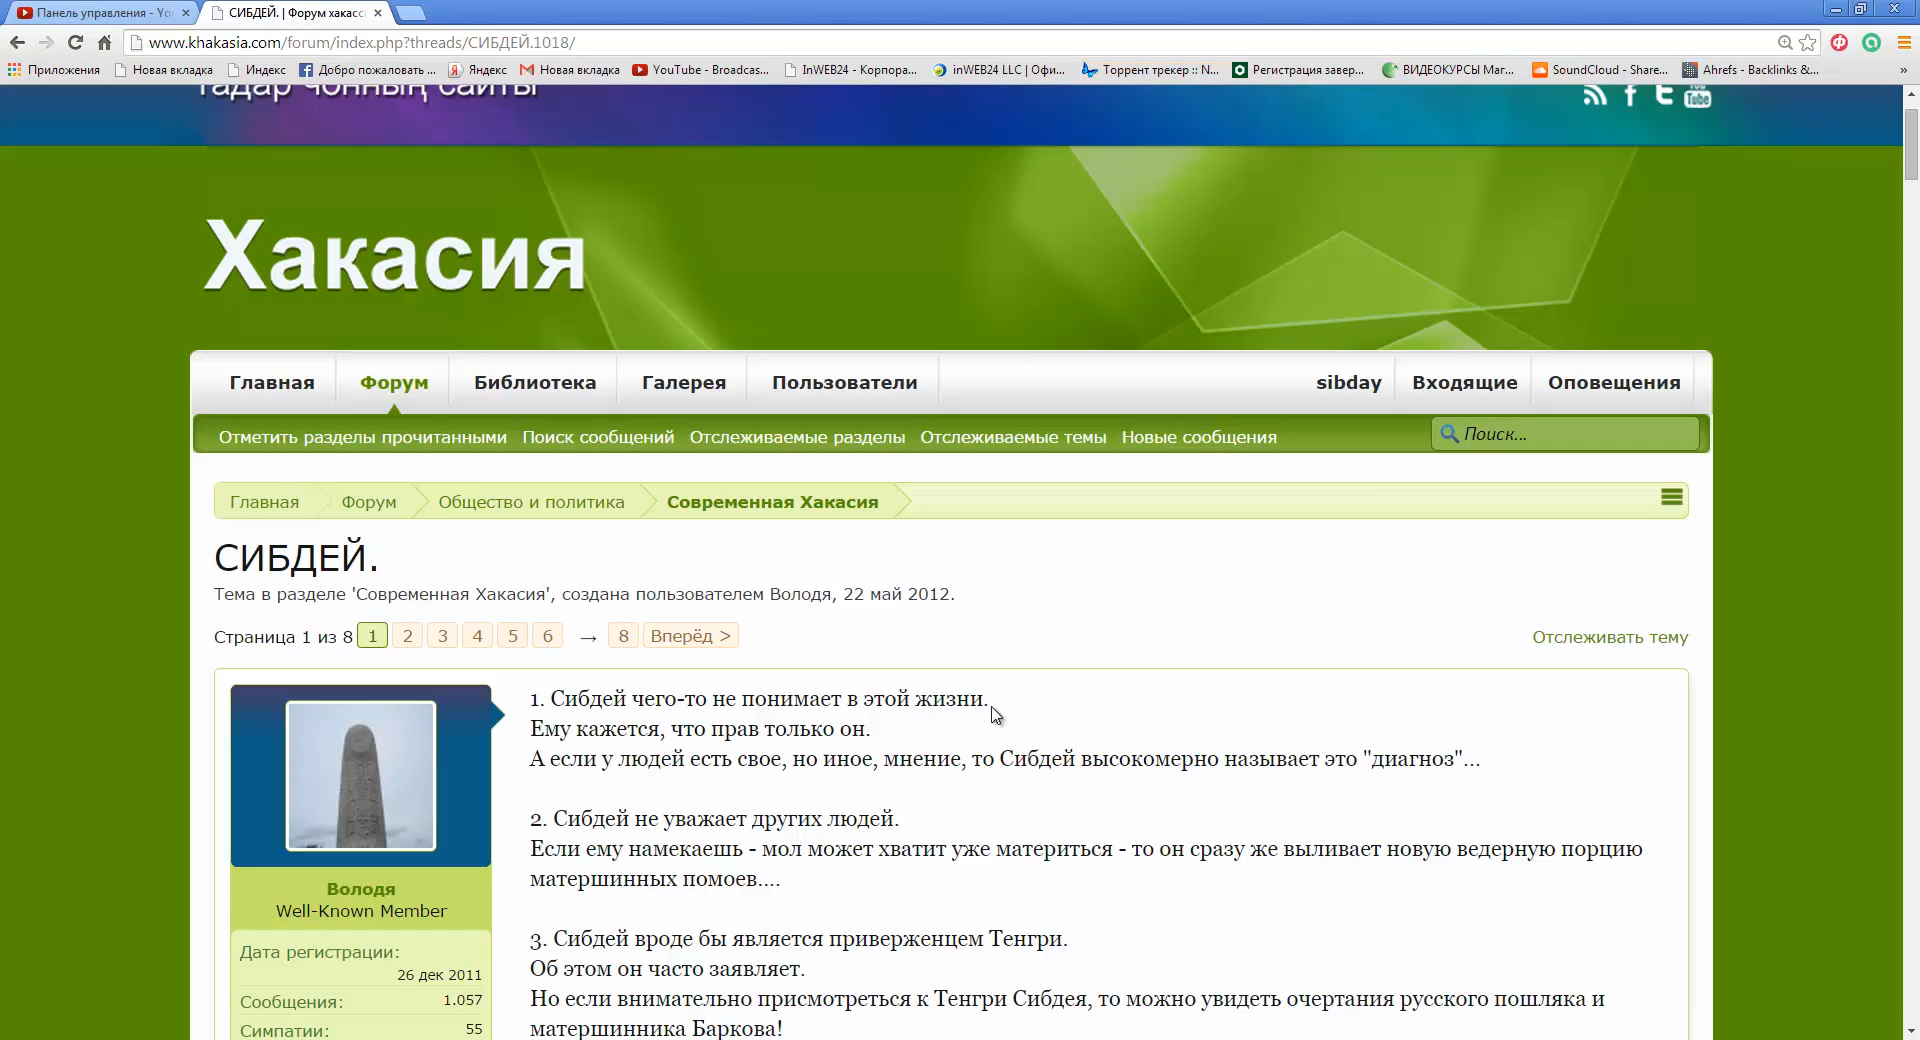 Панель управления - Yo
СИБДЕЙ. | Форум хакасс
www.khakasia.com/forum/index.php?threads/СИБДЕЙ.1018/
Приложения
Новая вкладка
Индекс
Добро пожаловать ...
Яндекс
Новая вкладка
YouTube - Broadcas...
InWEB24 - Корпора...
inWEB24 LLC | Офи...
Торрент трекер :: N...
Регистрация завер...
ВИДЕОКУРСЫ Маг...
SoundCloud - Share...
Ahrefs - Backlinks &...
»
Тадар чонның сайты
You Tube
Хакасия
Главная
Форум
Библиотека
Галерея
Пользователи
sibday
Входящие
Оповещения
Отметить разделы прочитанными
Поиск сообщений
Отслеживаемые разделы
Отслеживаемые темы
Новые сообщения
Поиск...
Главная
Форум
Общество и политика
Современная Хакасия
СИБДЕЙ.
Тема в разделе 'Современная Хакасия', создана пользователем Володя, 22 май 2012.
Страница 1 из 8 1 2 3 4 5 6 → 8 Вперёд >
Отслеживать тему
1. Сибдей чего-то не понимает в этой жизни.
Ему кажется, что прав только он.
А если у людей есть свое, но иное, мнение, то Сибдей высокомерно называет это "диагноз"...
2. Сибдей не уважает других людей.
Если ему намекаешь - мол может хватит уже материться - то он сразу же выливает новую ведерную порцию
матершинных помоев....
3. Сибдей вроде бы является приверженцем Тенгри.
Об этом он часто заявляет.
Но если внимательно присмотреться к Тенгри Сибдея, то можно увидеть очертания русского пошляка и
матершинника Баркова!
Володя
Well-Known Member
Дата регистрации:
26 дек 2011
Сообщения: 1.057
Симпатии: 55